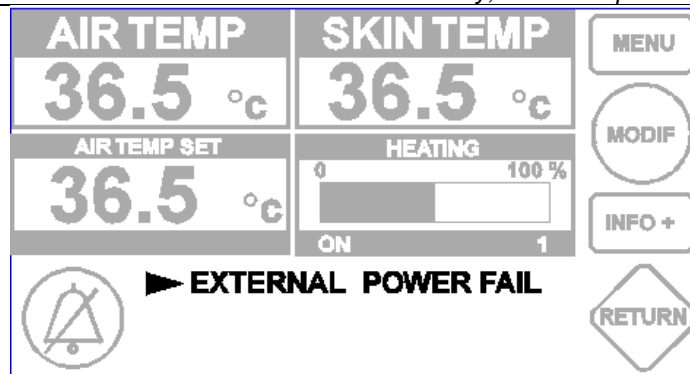 AIR TEMP
36.5 °C
SKIN TEMP
36.5 °C
AIR TEMP SET
36.5 °C
HEATING
0 100 %
ON 1
► EXTERNAL POWER FAIL
MENU
MODIF
INFO +
RETURN